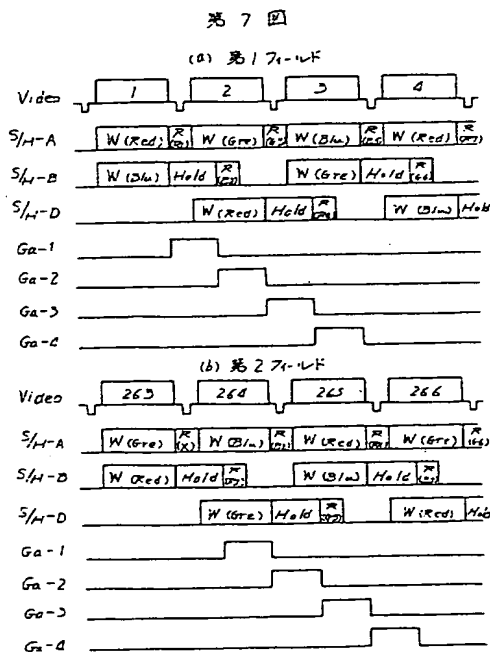 第 7 図
(a) 第1フィールド
Video 1 2 3 4
S/H-A W (Red) R W (Gre) R W (Blu) R W (Red) R
S/H-B W (Blu) Hold R W (Gre) Hold R
S/H-D W (Red) Hold R W (Blu) Hold
Ga-1
Ga-2
Ga-3
Ga-4
(b) 第2フィールド
Video 263 264 265 266
S/H-A W (Gre) R (X) W (Blu) R W (Red) R W (Gre) R
S/H-B W (Red) Hold R W (Blu) Hold R
S/H-D W (Gre) Hold R W (Red) Hold
Ga-1
Ga-2
Ga-3
Ga-4